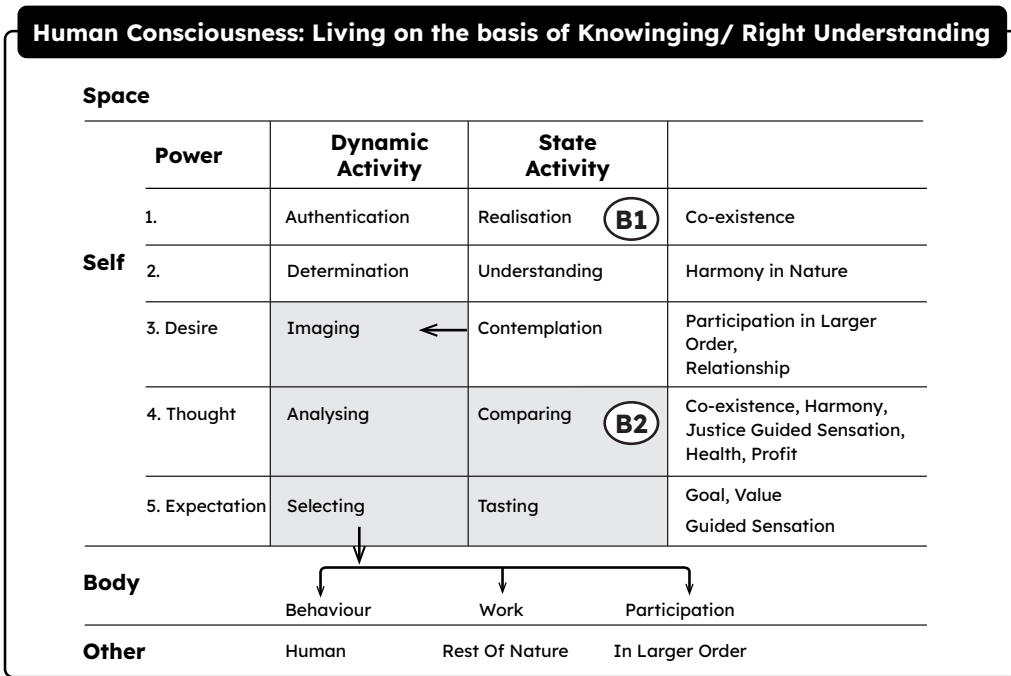 Human Consciousness: Living on the basis of Knowinging/ Right Understanding
Space
Power
Dynamic
Activity
State
Activity
1.
Authentication
Realisation
B1
Co-existence
Self
2.
Determination
Understanding
Harmony in Nature
3. Desire
Imaging
Contemplation
Participation in Larger
Order,
Relationship
4. Thought
Analysing
Comparing
B2
Co-existence, Harmony,
Justice Guided Sensation,
Health, Profit
5. Expectation
Selecting
Tasting
Goal, Value
Guided Sensation
Body
Behaviour
Work
Participation
Other
Human
Rest Of Nature
In Larger Order